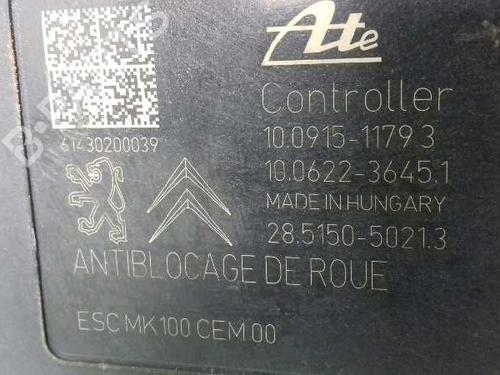 Ate
Controller
10.0915-1179 3
10.0622-3645.1
61430200039
MADE IN HUNGARY
28.5150-5021.3
ANTIBLOCAGE DE ROUE
ESC MK100 CEM 00